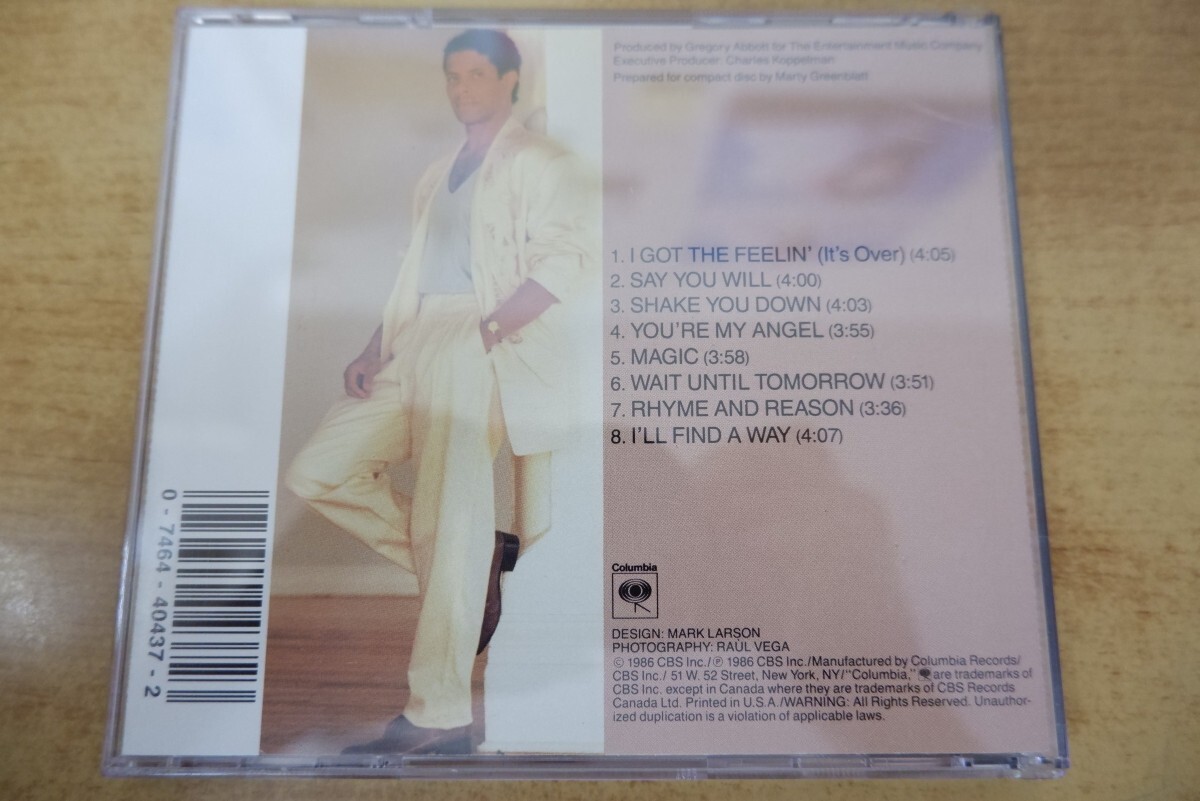 Produced by Gregory Abbott for The Entertainment Music Company
Executive Producer: Charles Koppelman
Prepared for compact disc by Marty Greenblatt
1. I GOT THE FEELIN' (It's Over) (4:05)
2. SAY YOU WILL (4:00)
3. SHAKE YOU DOWN (4:03)
4. YOU'RE MY ANGEL (3:55)
5. MAGIC (3:58)
6. WAIT UNTIL TOMORROW (3:51)
7. RHYME AND REASON (3:36)
8. I'LL FIND A WAY (4:07)
0 - 7464 - 40437 - 2
Columbia
DESIGN: MARK LARSON
PHOTOGRAPHY: RAÚL VEGA
© 1986 CBS Inc./℗ 1986 CBS Inc./Manufactured by Columbia Records/
CBS Inc./ 51 W. 52 Street, New York, NY/"Columbia," are trademarks of
CBS Inc. except in Canada where they are trademarks of CBS Records
Canada Ltd. Printed in U.S.A./WARNING: All Rights Reserved. Unauthor-
ized duplication is a violation of applicable laws.